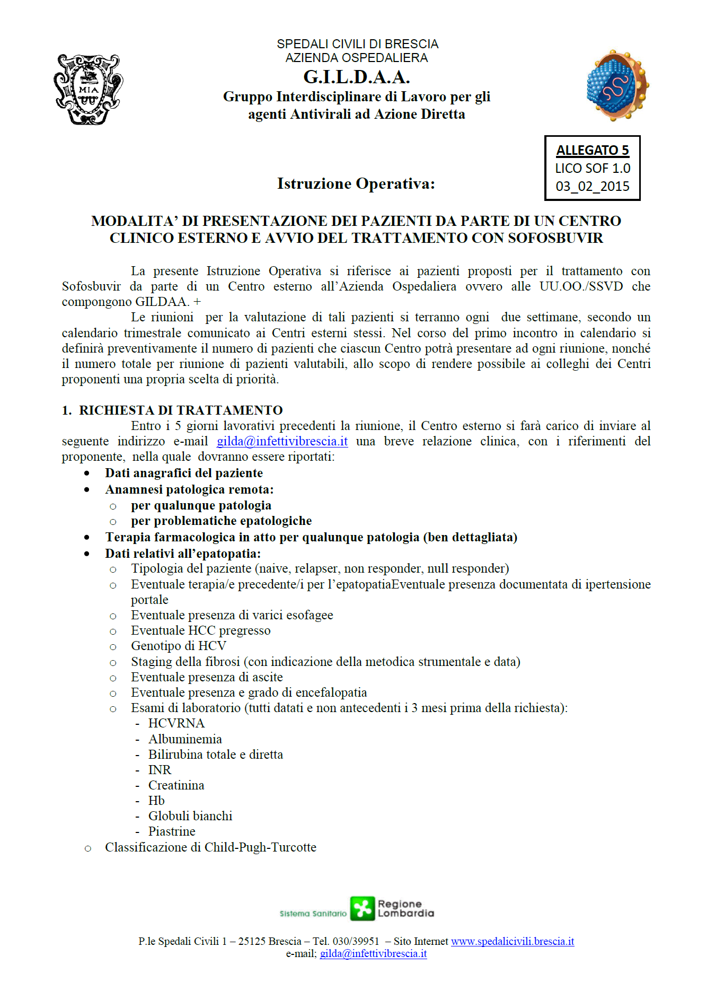 SPEDALI CIVILI DI BRESCIA
AZIENDA OSPEDALIERA
G.I.L.D.A.A.
Gruppo Interdisciplinare di Lavoro per gli
agenti Antivirali ad Azione Diretta
MIA
ALLEGATO 5
LICO SOF 1.0
03_02_2015
Istruzione Operativa:
MODALITA’ DI PRESENTAZIONE DEI PAZIENTI DA PARTE DI UN CENTRO
CLINICO ESTERNO E AVVIO DEL TRATTAMENTO CON SOFOSBUVIR
La presente Istruzione Operativa si riferisce ai pazienti proposti per il trattamento con
Sofosbuvir da parte di un Centro esterno all’Azienda Ospedaliera ovvero alle UU.OO./SSVD che
compongono GILDAA. +
Le riunioni per la valutazione di tali pazienti si terranno ogni due settimane, secondo un
calendario trimestrale comunicato ai Centri esterni stessi. Nel corso del primo incontro in calendario si
definirà preventivamente il numero di pazienti che ciascun Centro potrà presentare ad ogni riunione, nonché
il numero totale per riunione di pazienti valutabili, allo scopo di rendere possibile ai colleghi dei Centri
proponenti una propria scelta di priorità.
1. RICHIESTA DI TRATTAMENTO
Entro i 5 giorni lavorativi precedenti la riunione, il Centro esterno si farà carico di inviare al
seguente indirizzo e-mail gilda@infettivibrescia.it una breve relazione clinica, con i riferimenti del
proponente, nella quale dovranno essere riportati:
• Dati anagrafici del paziente
• Anamnesi patologica remota:
o per qualunque patologia
o per problematiche epatologiche
• Terapia farmacologica in atto per qualunque patologia (ben dettagliata)
• Dati relativi all’epatopatia:
o Tipologia del paziente (naive, relapser, non responder, null responder)
o Eventuale terapia/e precedente/i per l’epatopatiaEventuale presenza documentata di ipertensione
portale
o Eventuale presenza di varici esofagee
o Eventuale HCC pregresso
o Genotipo di HCV
o Staging della fibrosi (con indicazione della metodica strumentale e data)
o Eventuale presenza di ascite
o Eventuale presenza e grado di encefalopatia
o Esami di laboratorio (tutti datati e non antecedenti i 3 mesi prima della richiesta):
- HCVRNA
- Albuminemia
- Bilirubina totale e diretta
- INR
- Creatinina
- Hb
- Globuli bianchi
- Piastrine
o Classificazione di Child-Pugh-Turcotte
Sistema Sanitario
Regione
Lombardia
P.le Spedali Civili 1 – 25125 Brescia – Tel. 030/39951 – Sito Internet www.spedalicivili.brescia.it
e-mail; gilda@infettivibrescia.it